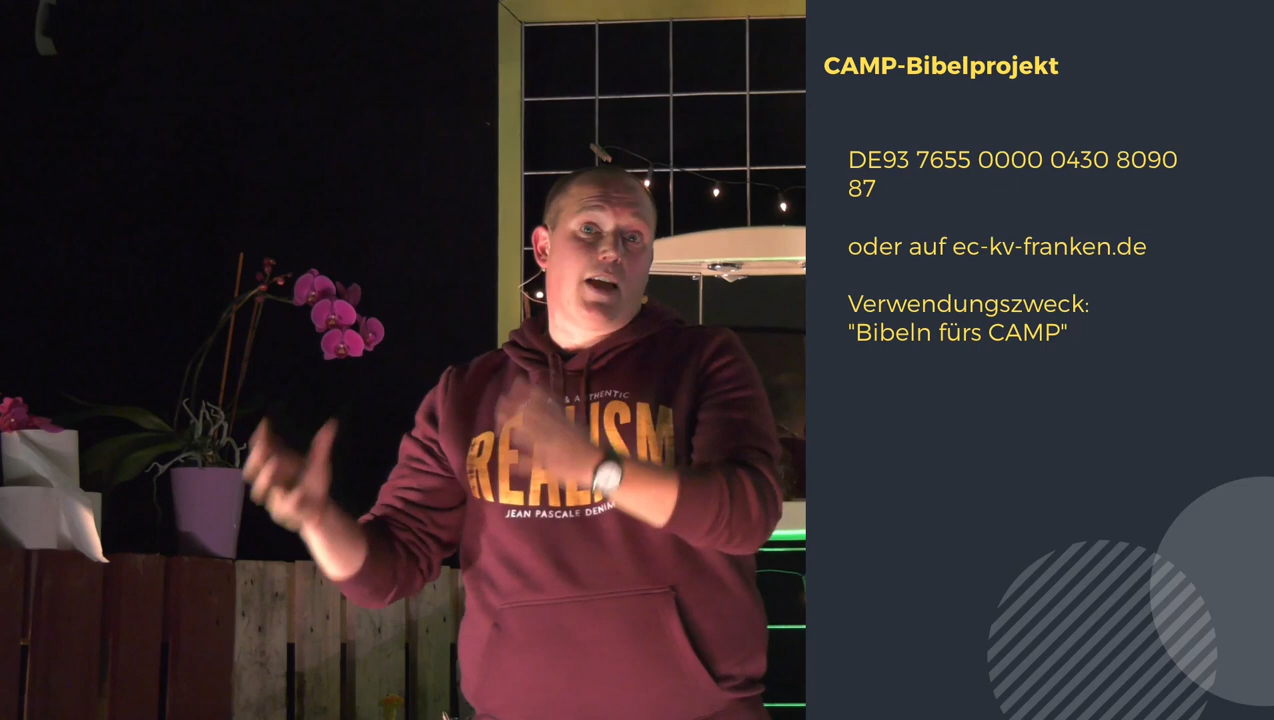 CAMP-Bibelprojekt
DE93 7655 0000 0430 8090
87
oder auf ec-kv-franken.de
Verwendungszweck:
"Bibeln fürs CAMP"
REALISM
JEAN PASCALE DENIM